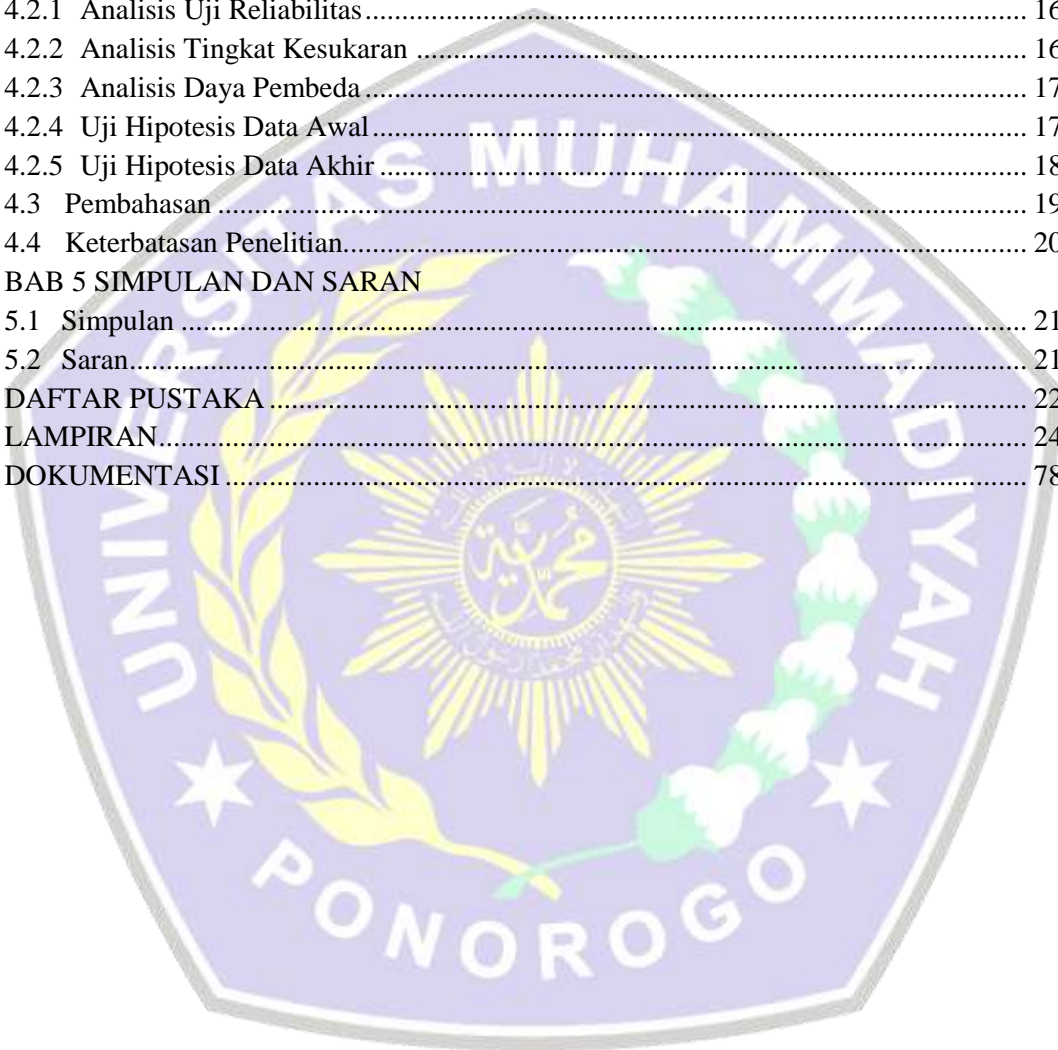 4.2.1 Analisis Uji Reliabilitas ........ 16
4.2.2 Analisis Tingkat Kesukaran ........ 16
4.2.3 Analisis Daya Pembeda ........ 17
4.2.4 Uji Hipotesis Data Awal ........ 17
4.2.5 Uji Hipotesis Data Akhir ........ 18
4.3 Pembahasan ........ 19
4.4 Keterbatasan Penelitian ........ 20
BAB 5 SIMPULAN DAN SARAN
5.1 Simpulan ........ 21
5.2 Saran ........ 21
DAFTAR PUSTAKA ........ 22
LAMPIRAN ........ 24
DOKUMENTASI ........ 78
UNIVERSITAS MUHAMMADIYAH
PONOROGO